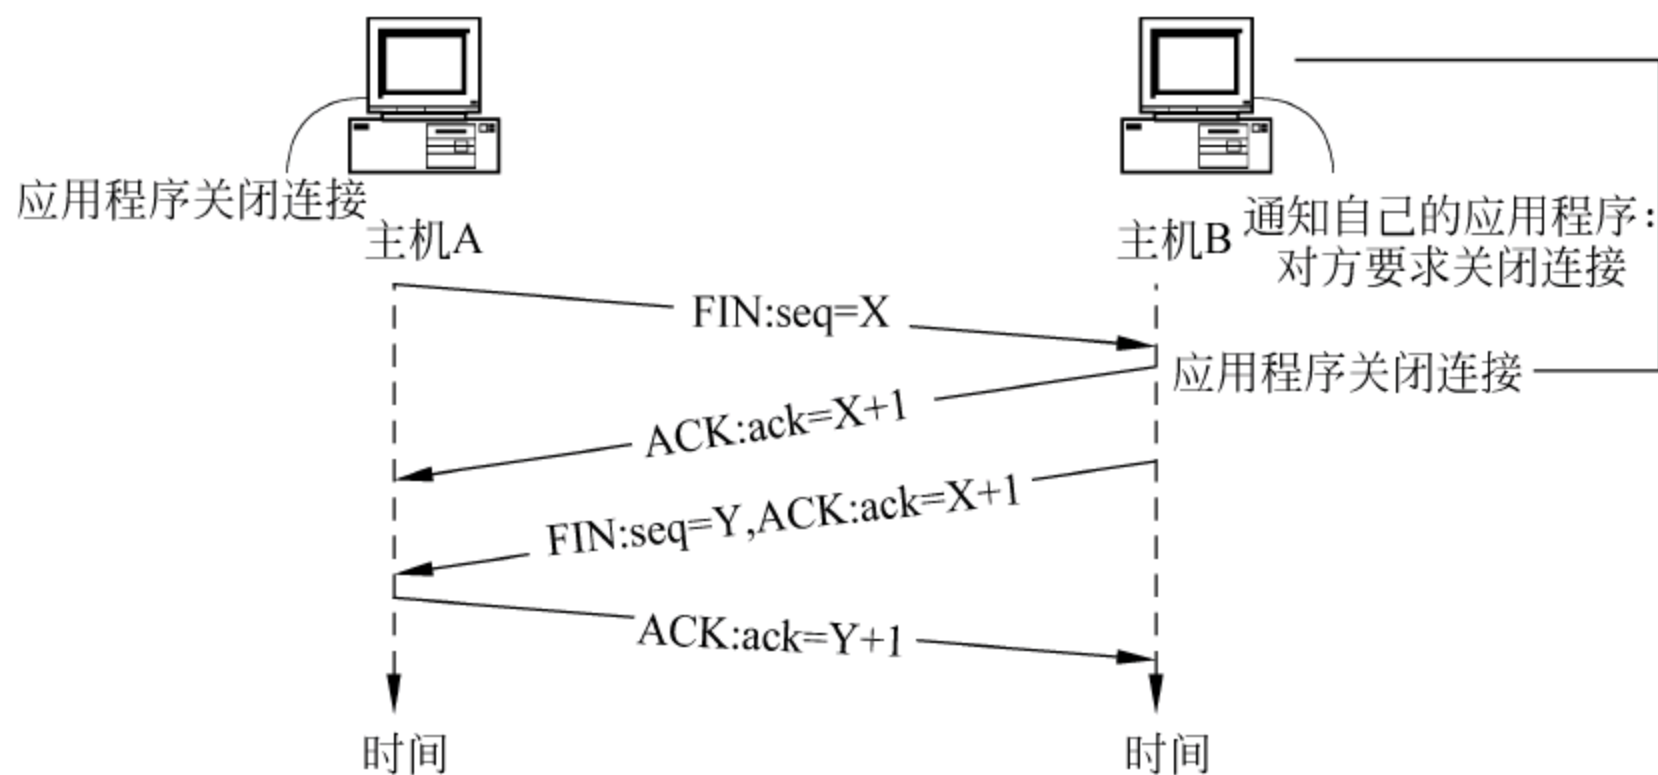 应用程序关闭连接
主机A
主机B
通知自己的应用程序：
对方要求关闭连接
FIN:seq=X
应用程序关闭连接
ACK:ack=X+1
FIN:seq=Y,ACK:ack=X+1
ACK:ack=Y+1
时间
时间